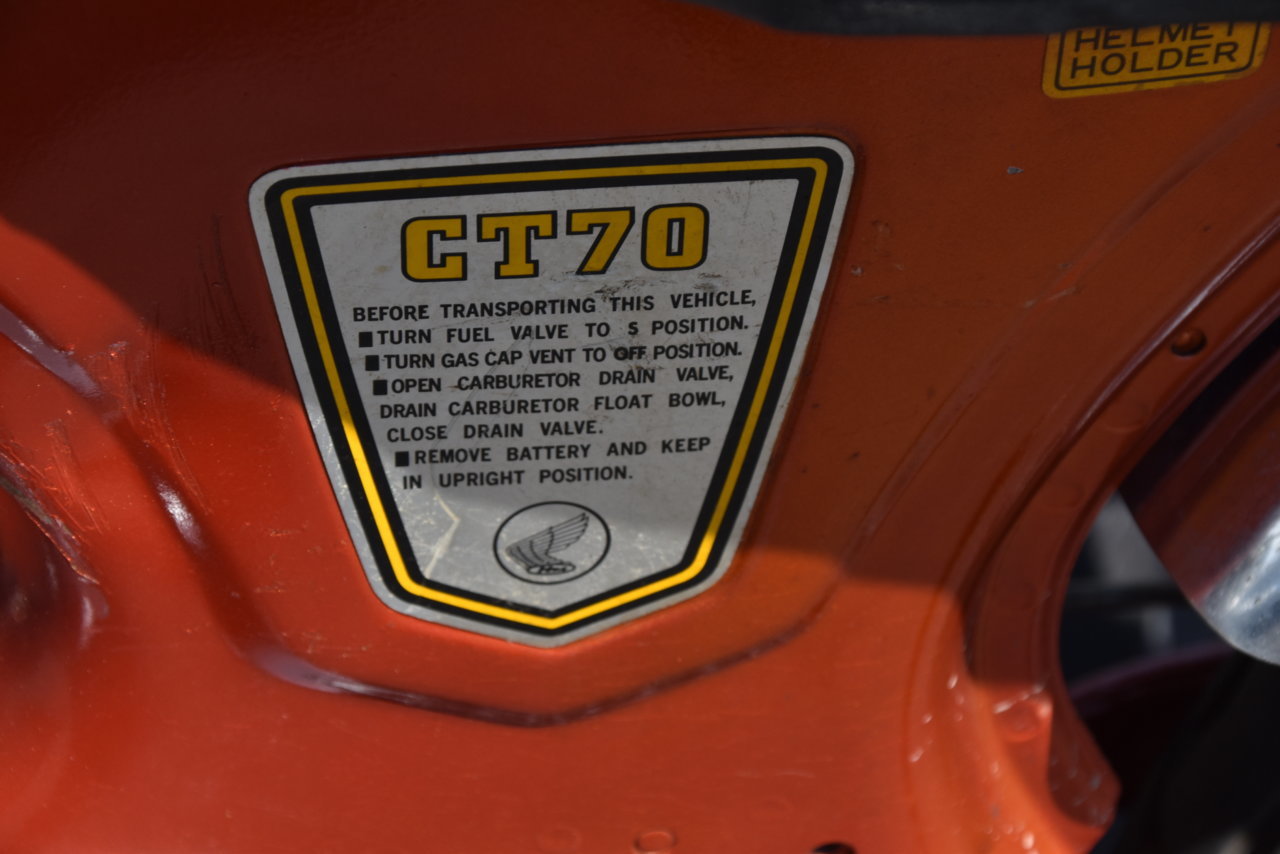 HELMET
HOLDER
CT70
BEFORE TRANSPORTING THIS VEHICLE,
■ TURN FUEL VALVE TO S POSITION.
■ TURN GAS CAP VENT TO OFF POSITION.
■ OPEN CARBURETOR DRAIN VALVE,
DRAIN CARBURETOR FLOAT BOWL,
CLOSE DRAIN VALVE.
■ REMOVE BATTERY AND KEEP
IN UPRIGHT POSITION.